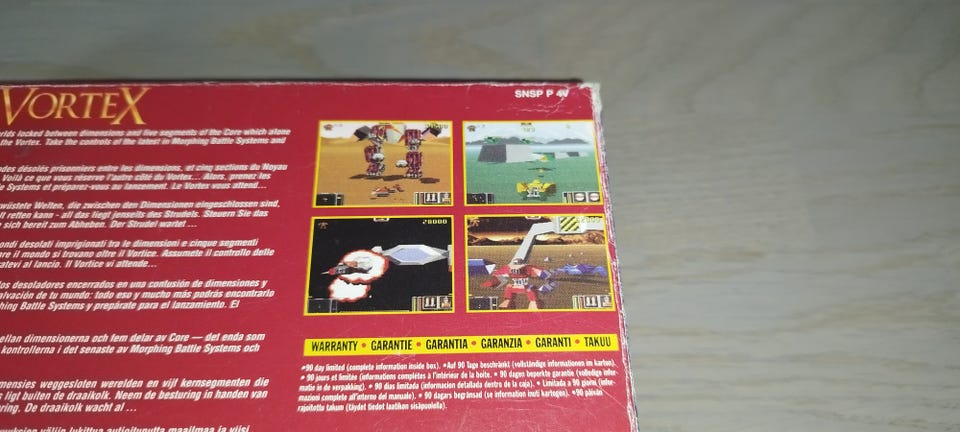 VORTEX
SNSP P 4V
rlds locked between dimensions and five segments of the Core which alone
the Vortex. Take the controls of the latest in Morphing Battle Systems and
des désolés prisonniers entre les dimensions, et cinq sections du Noyau
Voilà ce que vous réserve l'autre côté du Vortex... Alors, prenez les
e Systems et préparez-vous au lancement. Le Vortex vous attend...
wüstete Welten, die zwischen den Dimensionen eingeschlossen sind,
ll retten kann - all das liegt jenseits des Strudels. Steuern Sie das
sich bereit zum Abheben. Der Strudel wartet ...
ondi desolati imprigionati tra le dimensioni e cinque segmenti
re il mondo si trovano oltre il Vortice. Assumete il controllo delle
atevi al lancio. Il Vortice vi attende...
los desoladores encerrados en una contusión de dimensiones y
alvación de tu mundo: todo eso y mucho más podrás encontrarlo
hing Battle Systems y prepárate para el lanzamiento. El
ellan dimensionerna och fem delar av Core — det enda som
kontrollerna i det senaste av Morphing Battle Systems och
mensies weggesloten werelden en vijf kernsegmenten die
s ligt buiten de draaikolk. Neem de besturing in handen van
ring. De draaikolk wacht al ...
20000
WARRANTY • GARANTIE • GARANTIA • GARANZIA • GARANTI • TAKUU
•90 day limited (complete information inside box). •Auf 90 Tage beschränkt (vollständige informationen im karton).
• 90 jours et limitée (informations complètes à l'intérieur de la boite. • 90 dagen beperkte garantie (volledige infor-
matie in de verpakking). • 90 días limitada (informacion detallada dentro de la caja). • Limitada a 90 giorni (infor-
mazioni complete all'interno del manuale). • 90 dagars begränsad (se information inuti kartogen). •90 päivän
rajoitettu takuu (täydet tiedot laatikon sisäpuolella).